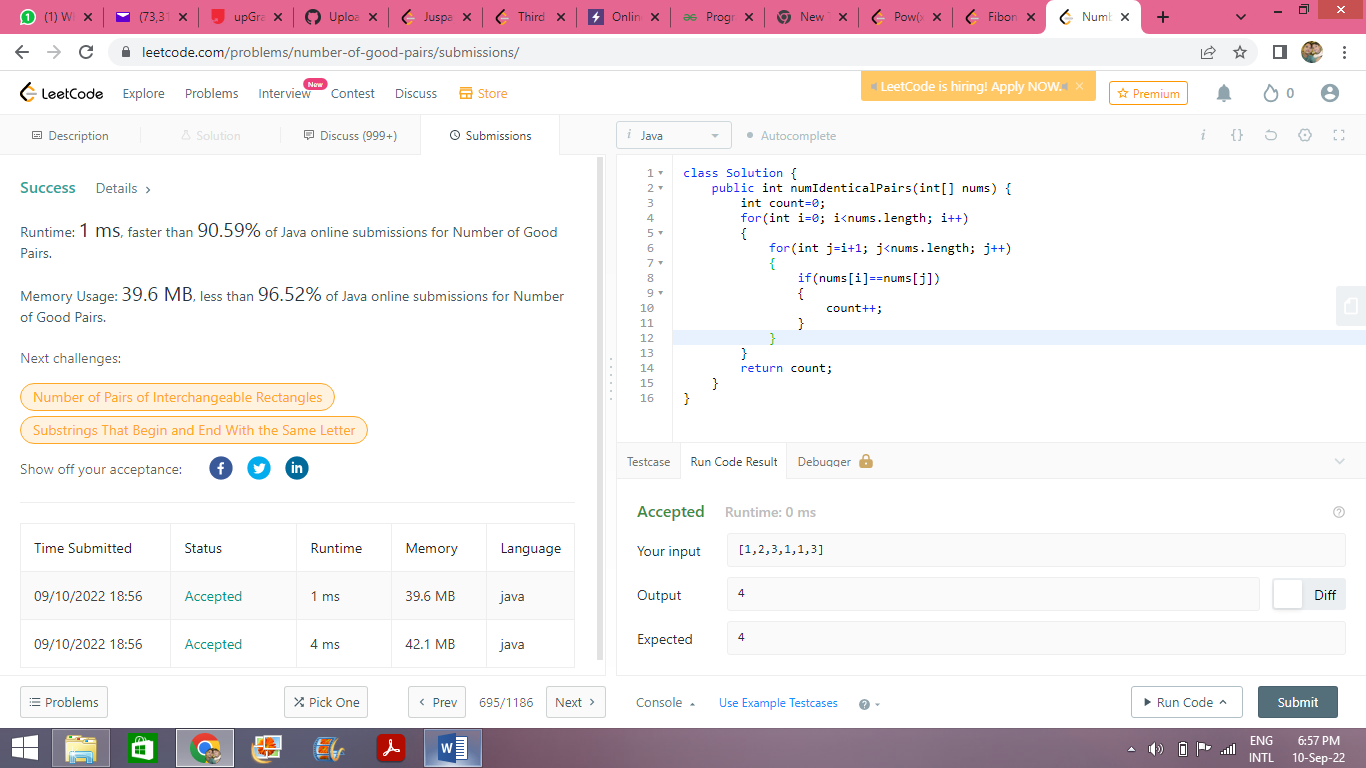 (1) W
(73,31
upGra
Uploa
Juspa
Third
Onlin
Progr
New T
Pow(x
Fibon
Numb
leetcode.com/problems/number-of-good-pairs/submissions/
LeetCode
Explore
Problems
Interview
New
Contest
Discuss
Store
LeetCode is hiring! Apply NOW.
Premium
0
Description
Solution
Discuss (999+)
Submissions
i Java
Autocomplete
i {}
Success Details
Runtime: 1 ms, faster than 90.59% of Java online submissions for Number of Good
Pairs.
Memory Usage: 39.6 MB, less than 96.52% of Java online submissions for Number
of Good Pairs.
Next challenges:
Number of Pairs of Interchangeable Rectangles
Substrings That Begin and End With the Same Letter
Show off your acceptance:
Time Submitted Status Runtime Memory Language
09/10/2022 18:56 Accepted 1 ms 39.6 MB java
09/10/2022 18:56 Accepted 4 ms 42.1 MB java
Problems
Pick One
Prev
695/1186
Next
1 class Solution {
2 public int numIdenticalPairs(int[] nums) {
3 int count=0;
4 for(int i=0; i<nums.length; i++)
5 {
6 for(int j=i+1; j<nums.length; j++)
7 {
8 if(nums[i]==nums[j])
9 {
10 count++;
11 }
12 }
13 }
14 return count;
15 }
16 }
Testcase
Run Code Result
Debugger
Accepted Runtime: 0 ms
Your input [1,2,3,1,1,3]
Output 4 Diff
Expected 4
Console
Use Example Testcases
Run Code
Submit
ENG
INTL
6:57 PM
10-Sep-22